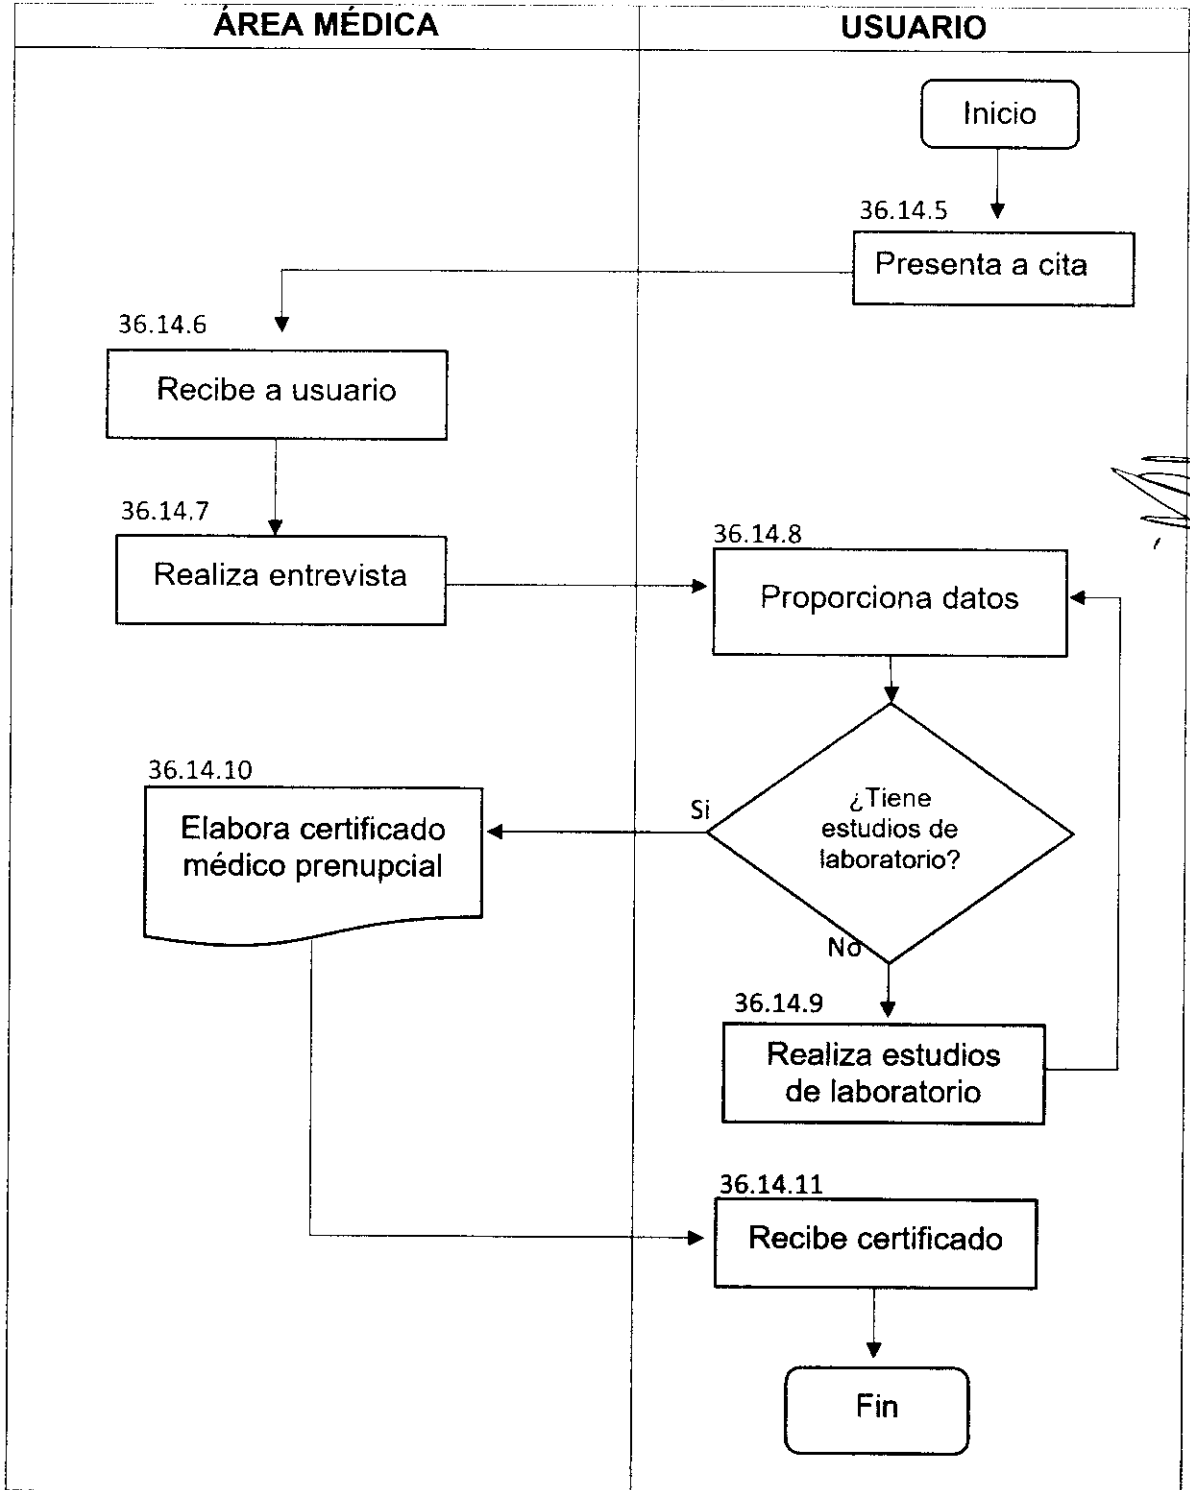 ÁREA MÉDICA
USUARIO
Inicio
36.14.5
Presenta a cita
36.14.6
Recibe a usuario
36.14.7
Realiza entrevista
36.14.8
Proporciona datos
¿Tiene
estudios de
laboratorio?
Si
No
36.14.10
Elabora certificado
médico prenupcial
36.14.9
Realiza estudios
de laboratorio
36.14.11
Recibe certificado
Fin